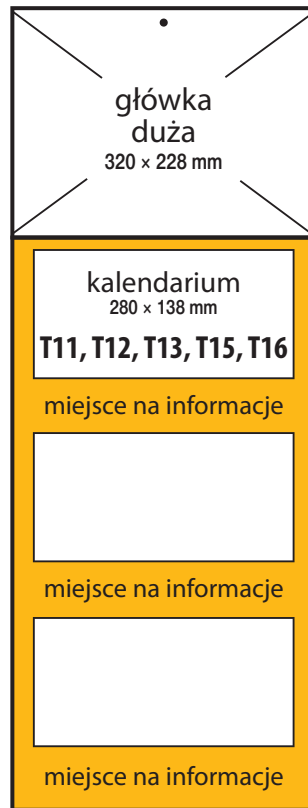 główka
duża
320 × 228 mm
kalendarium
280 × 138 mm
T11, T12, T13, T15, T16
miejsce na informacje
miejsce na informacje
miejsce na informacje